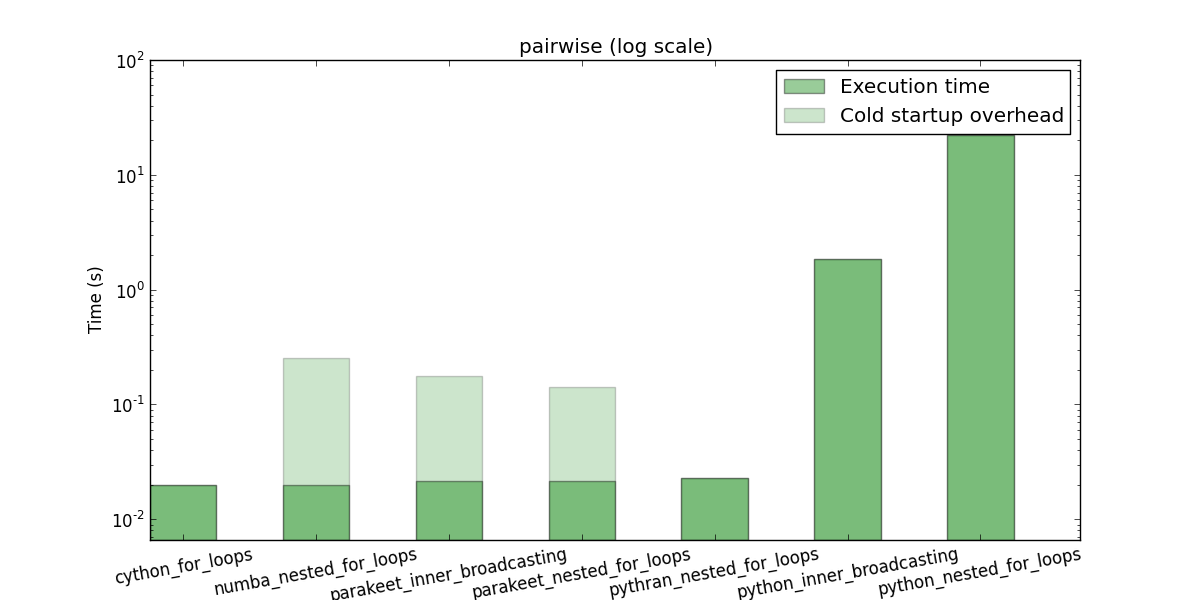 pairwise (log scale)
Execution time
Cold startup overhead
Time (s)
10^2
10^1
10^0
10^-1
10^-2
cython_for_loops
numba_nested_for_loops
parakeet_inner_broadcasting
parakeet_nested_for_loops
pythran_nested_for_loops
python_inner_broadcasting
python_nested_for_loops